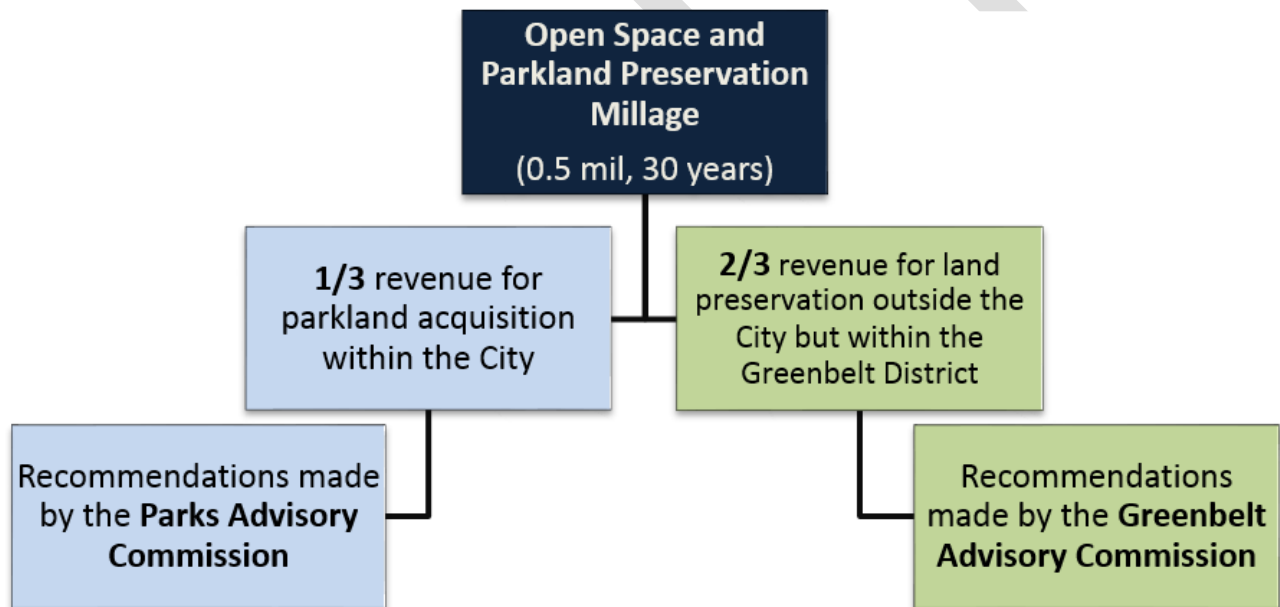 Open Space and
Parkland Preservation
Millage
(0.5 mil, 30 years)
1/3 revenue for
parkland acquisition
within the City
2/3 revenue for land
preservation outside the
City but within the
Greenbelt District
Recommendations made
by the Parks Advisory
Commission
Recommendations
made by the Greenbelt
Advisory Commission